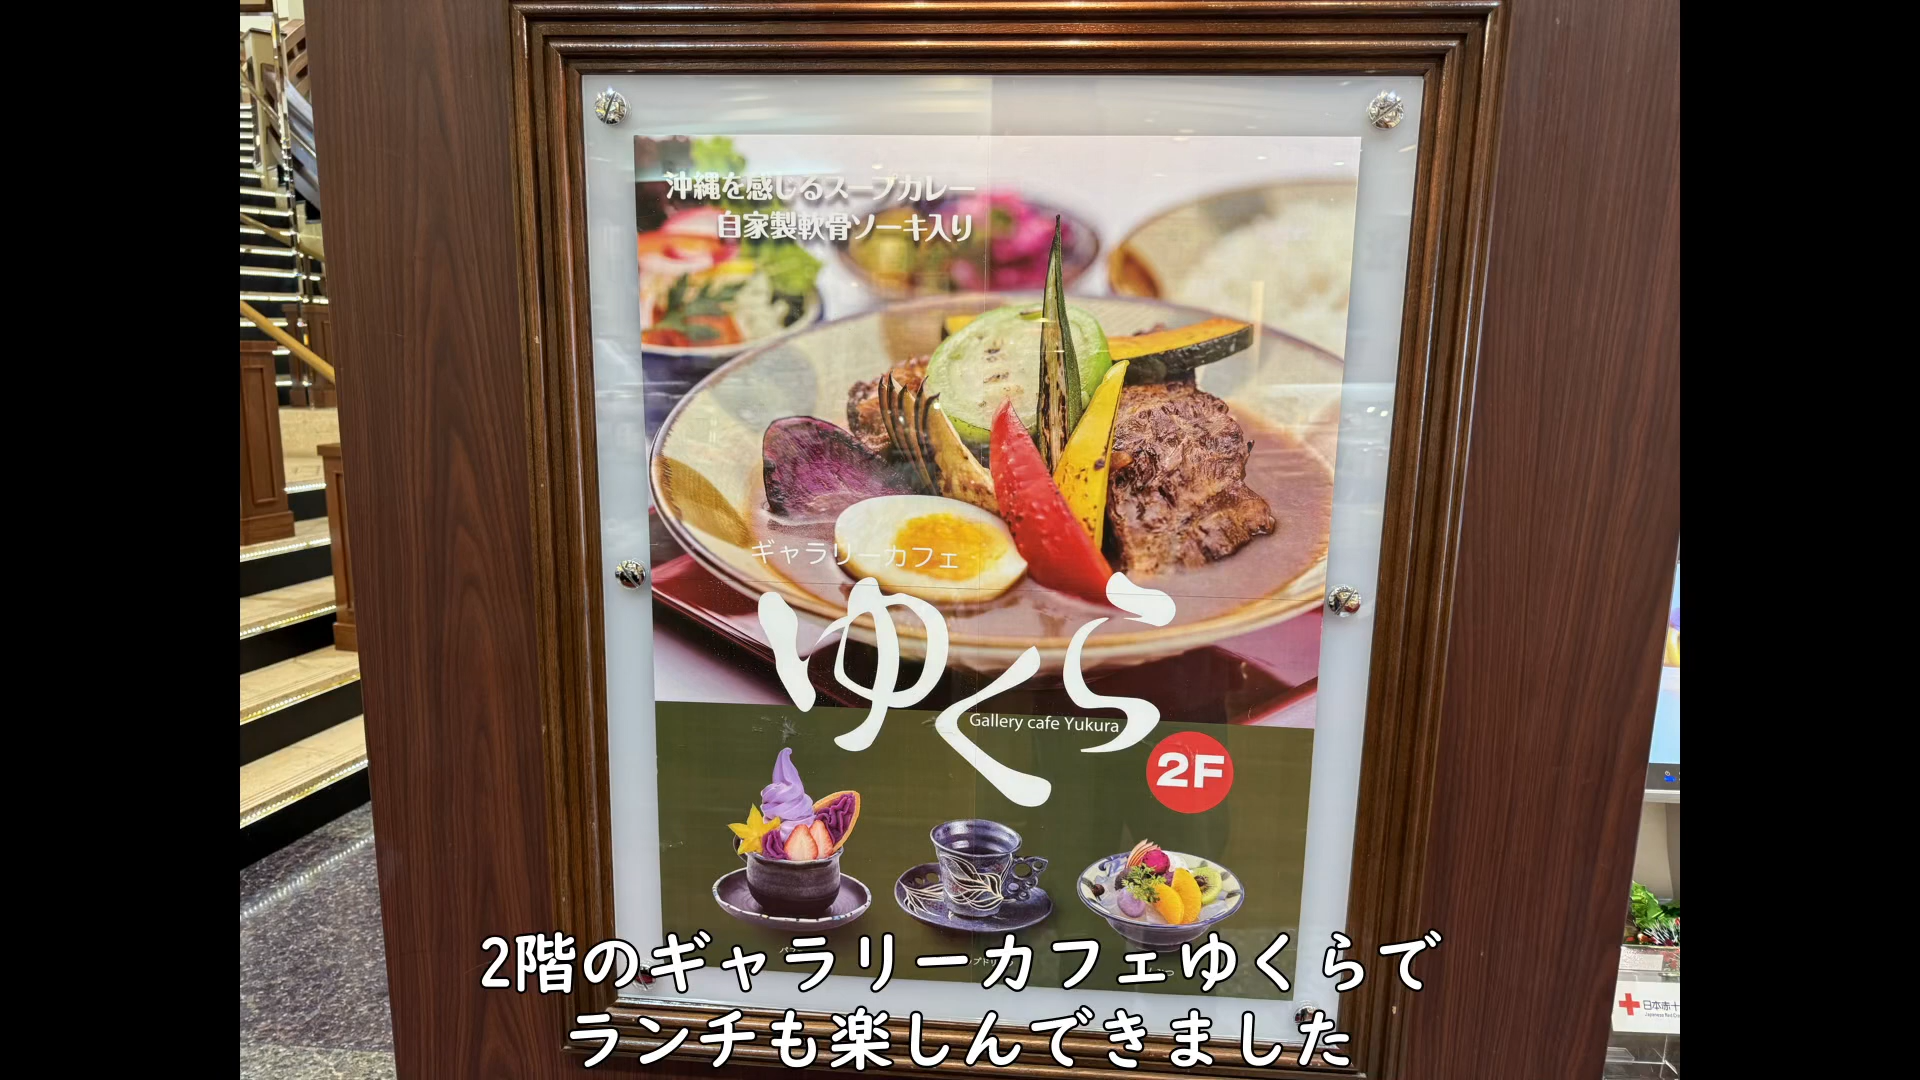 沖縄を感じるスープカレー
自家製軟骨ソーキ入り
ギャラリーカフェ
ゆくら
Gallery cafe Yukura
2F
2階のギャラリーカフェゆくらで
ランチも楽しんできました